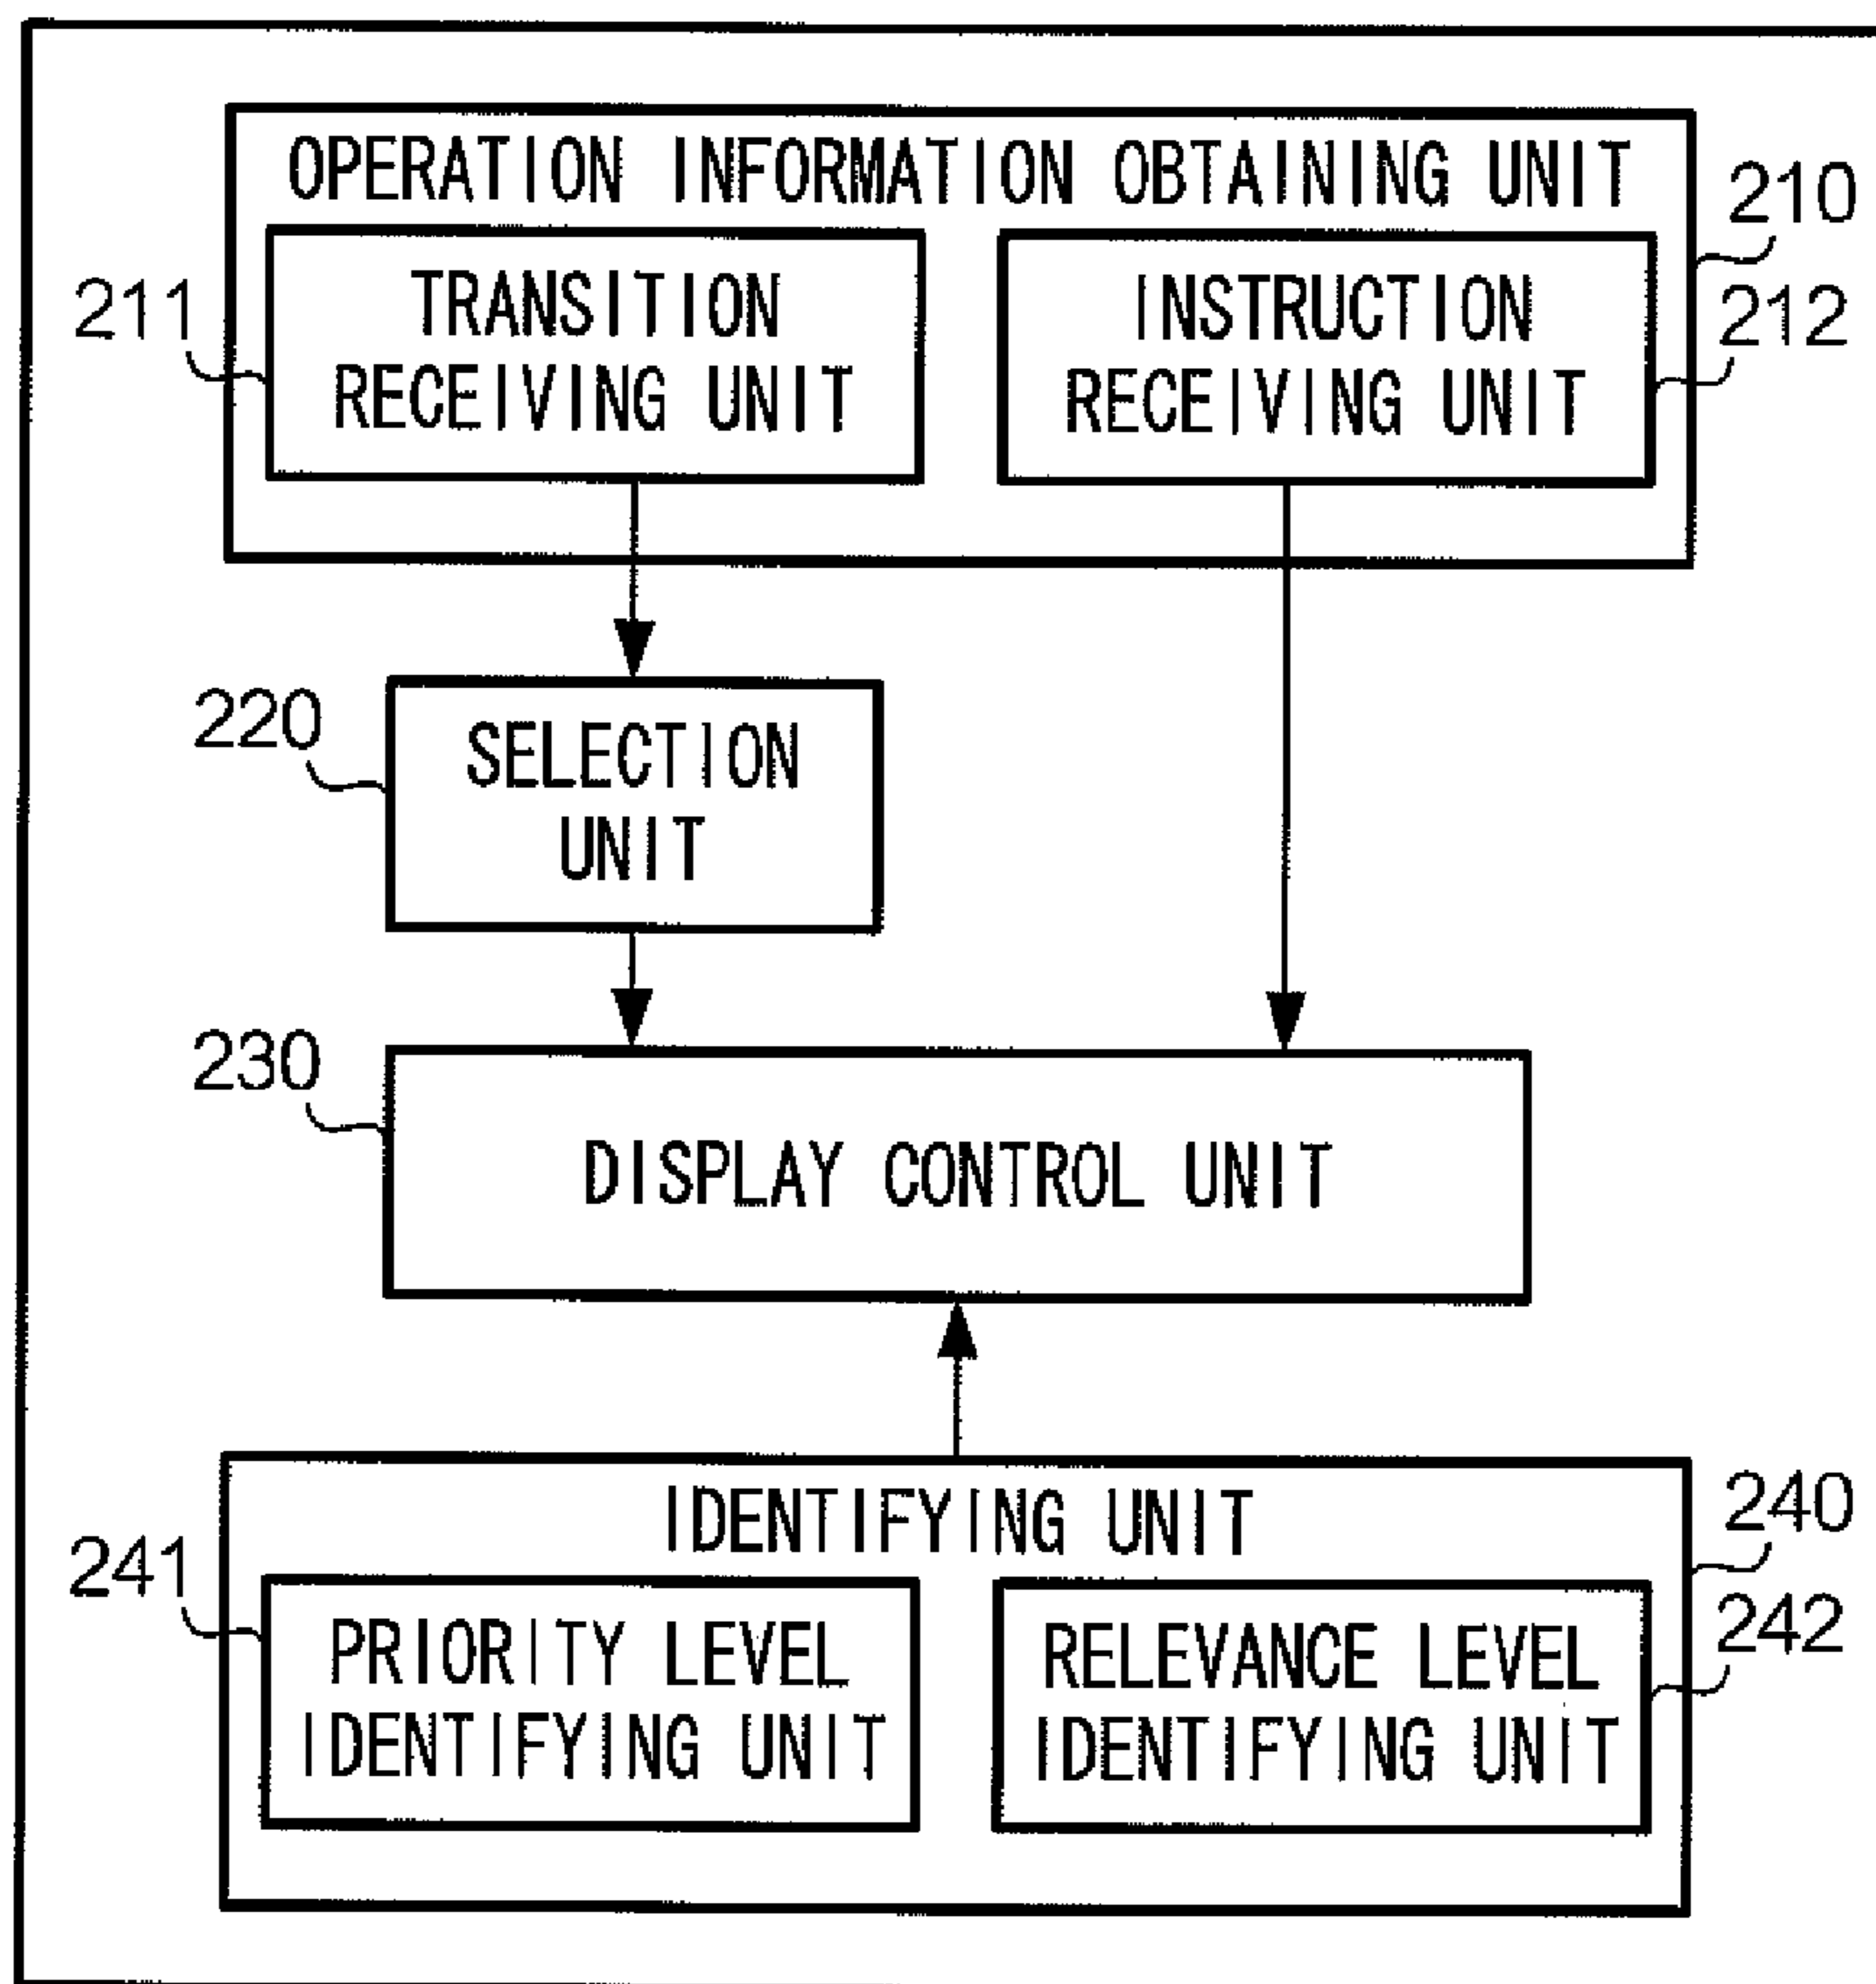 OPERATION INFORMATION OBTAINING UNIT
210
211
TRANSITION
RECEIVING UNIT
INSTRUCTION
RECEIVING UNIT
212
220
SELECTION
UNIT
230
DISPLAY CONTROL UNIT
IDENTIFYING UNIT
240
241
PRIORITY LEVEL
IDENTIFYING UNIT
RELEVANCE LEVEL
IDENTIFYING UNIT
242